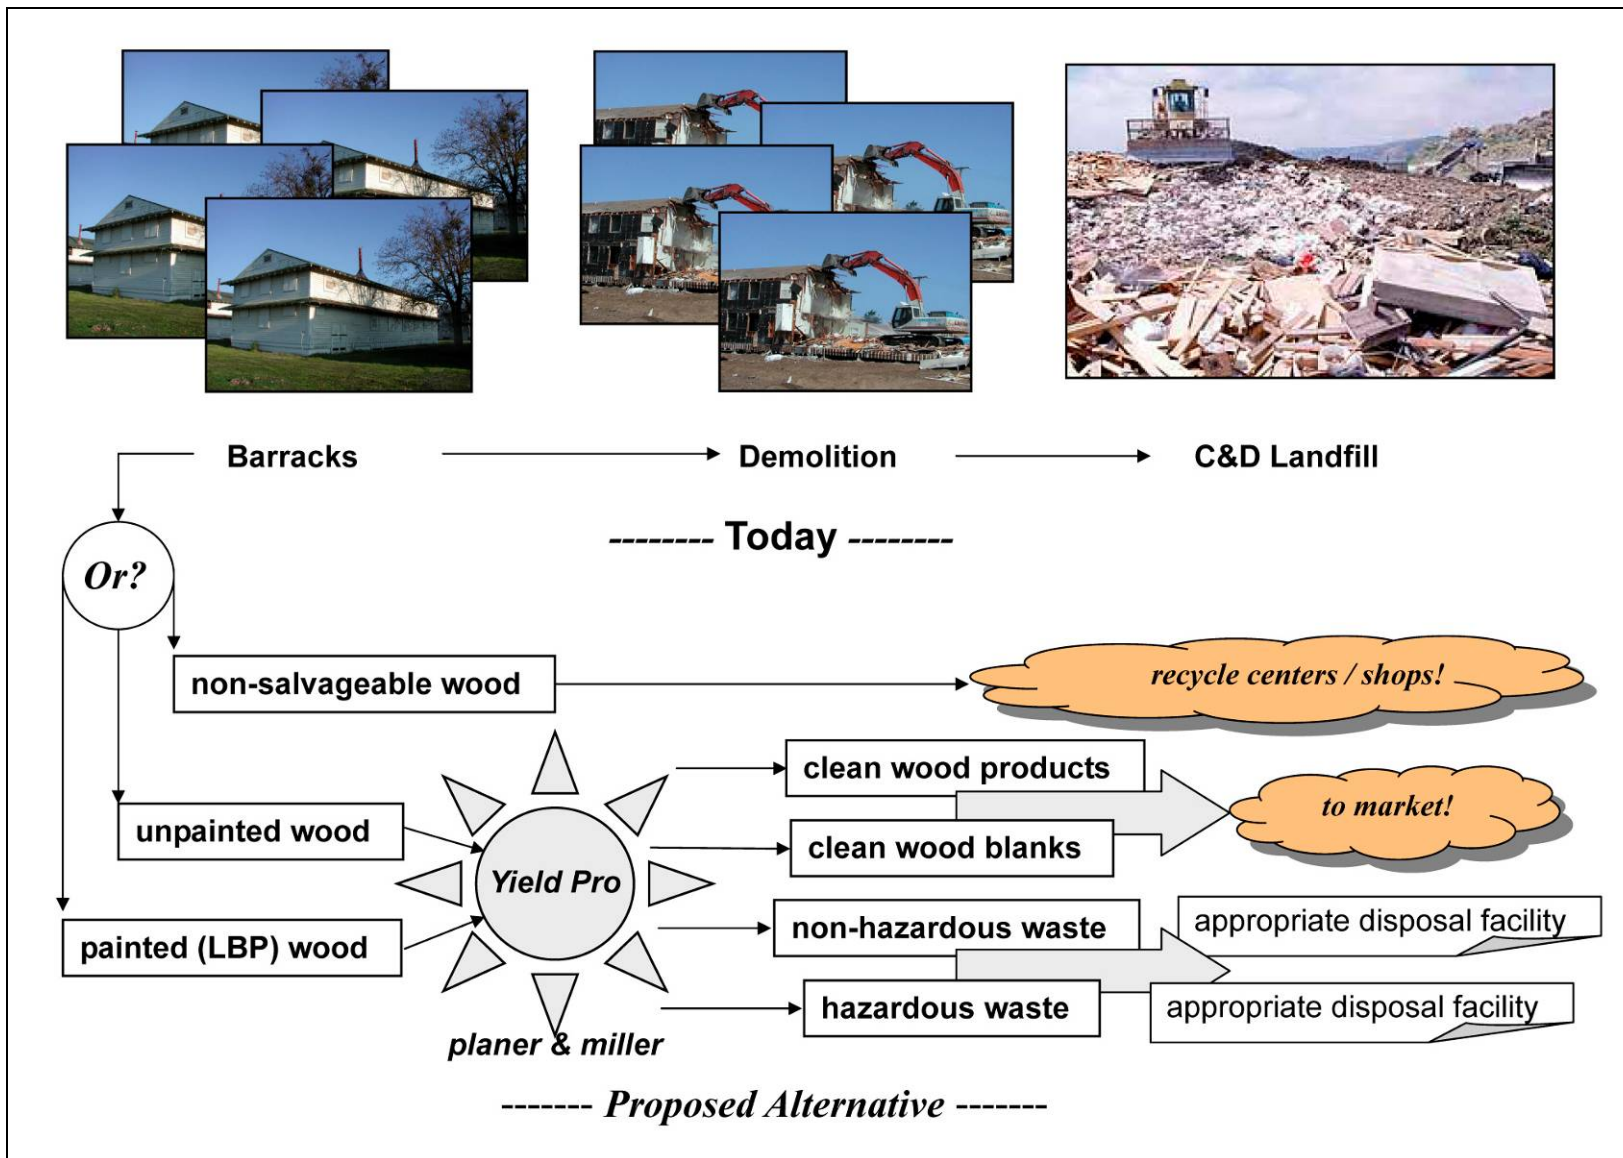 Barracks
Demolition
C&D Landfill
-------- Today --------
Or?
non-salvageable wood
recycle centers / shops!
clean wood products
to market!
unpainted wood
clean wood blanks
Yield Pro
painted (LBP) wood
non-hazardous waste
appropriate disposal facility
hazardous waste
appropriate disposal facility
planer & miller
------- Proposed Alternative -------